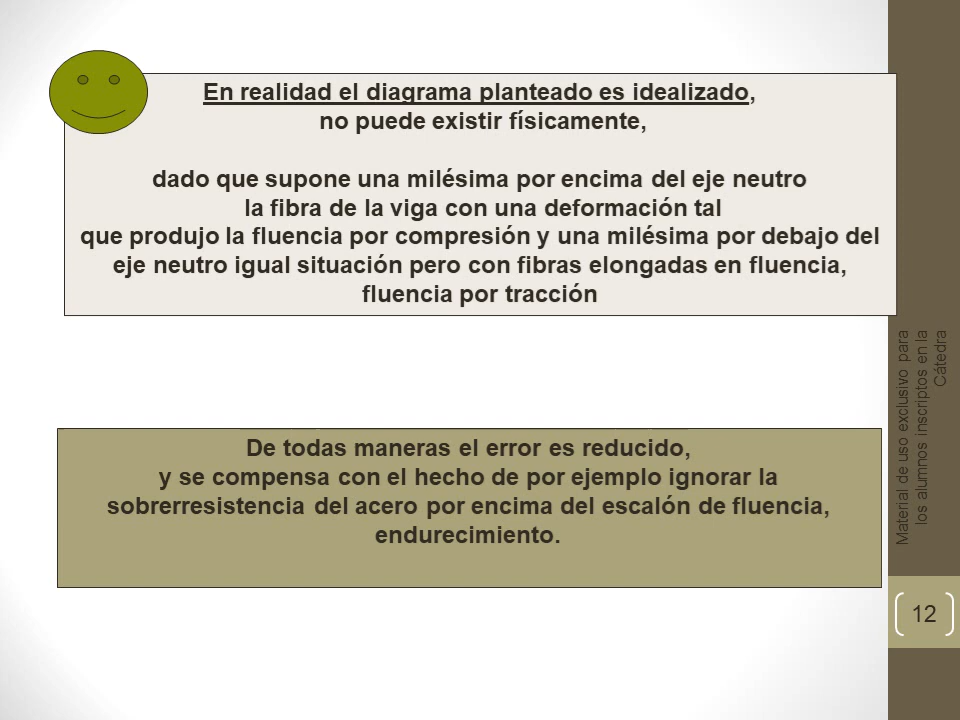 En realidad el diagrama planteado es idealizado,
no puede existir físicamente,
dado que supone una milésima por encima del eje neutro
la fibra de la viga con una deformación tal
que produjo la fluencia por compresión y una milésima por debajo del
eje neutro igual situación pero con fibras elongadas en fluencia,
fluencia por tracción
De todas maneras el error es reducido,
y se compensa con el hecho de por ejemplo ignorar la
sobrerresistencia del acero por encima del escalón de fluencia,
endurecimiento.
Material de uso exclusivo para
los alumnos inscriptos en la
Cátedra
12